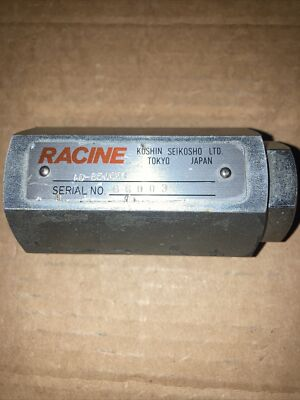 RACINE
KOSHIN SEIKOSHO LTD.
TOKYO JAPAN
SERIAL NO